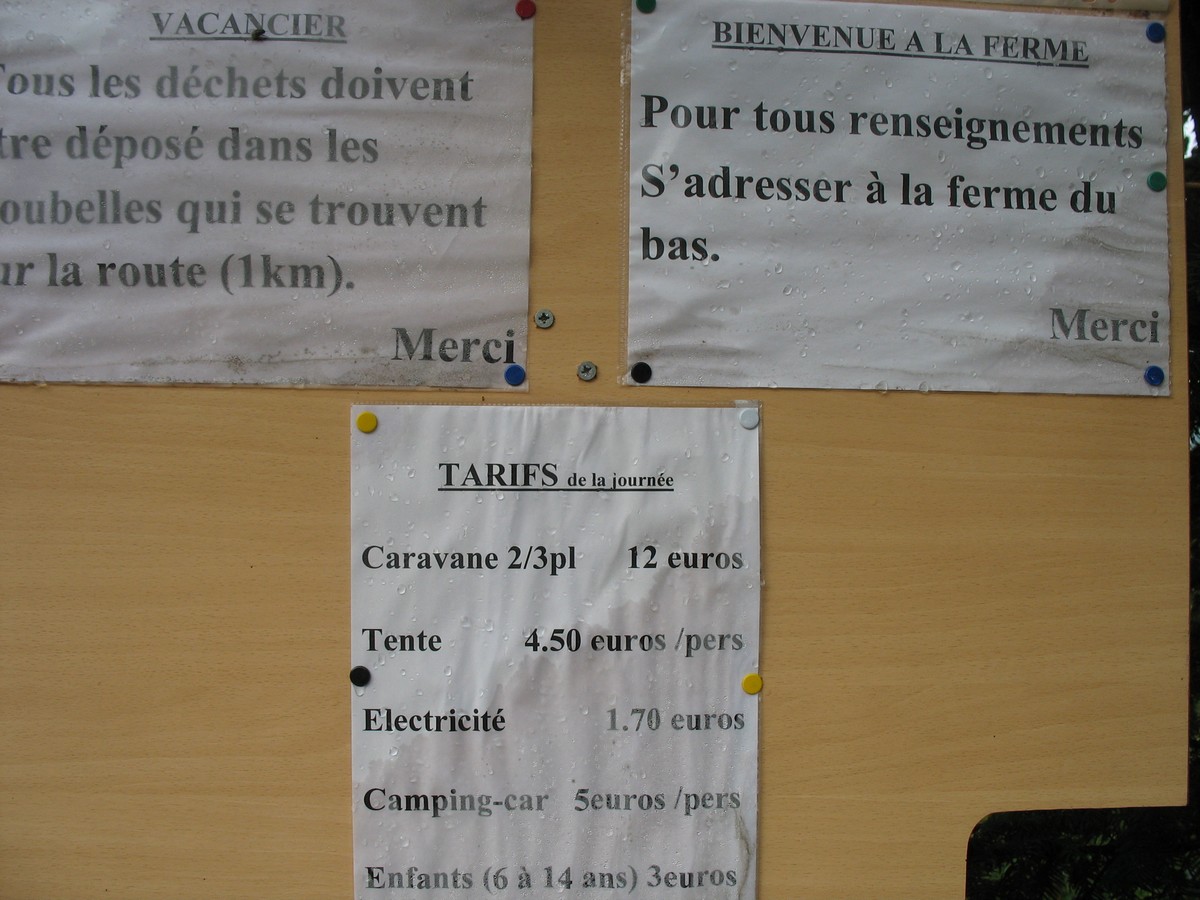 VACANCIER
Tous les déchets doivent
tre déposé dans les
oubelles qui se trouvent
ur la route (1km).
Merci
BIENVENUE A LA FERME
Pour tous renseignements
S'adresser à la ferme du
bas.
Merci
TARIFS de la journée
Caravane 2/3pl 12 euros
Tente 4.50 euros /pers
Electricité 1.70 euros
Camping-car 5euros /pers
Enfants (6 à 14 ans) 3euros